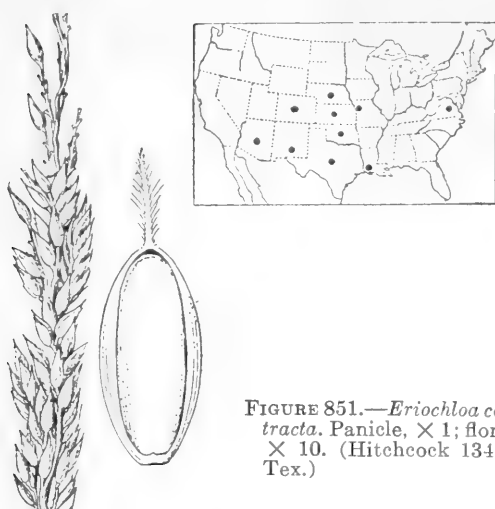 FIGURE 851.—Eriochloa co
tracta. Panicle, × 1; flor
× 10. (Hitchcock 134
Tex.)